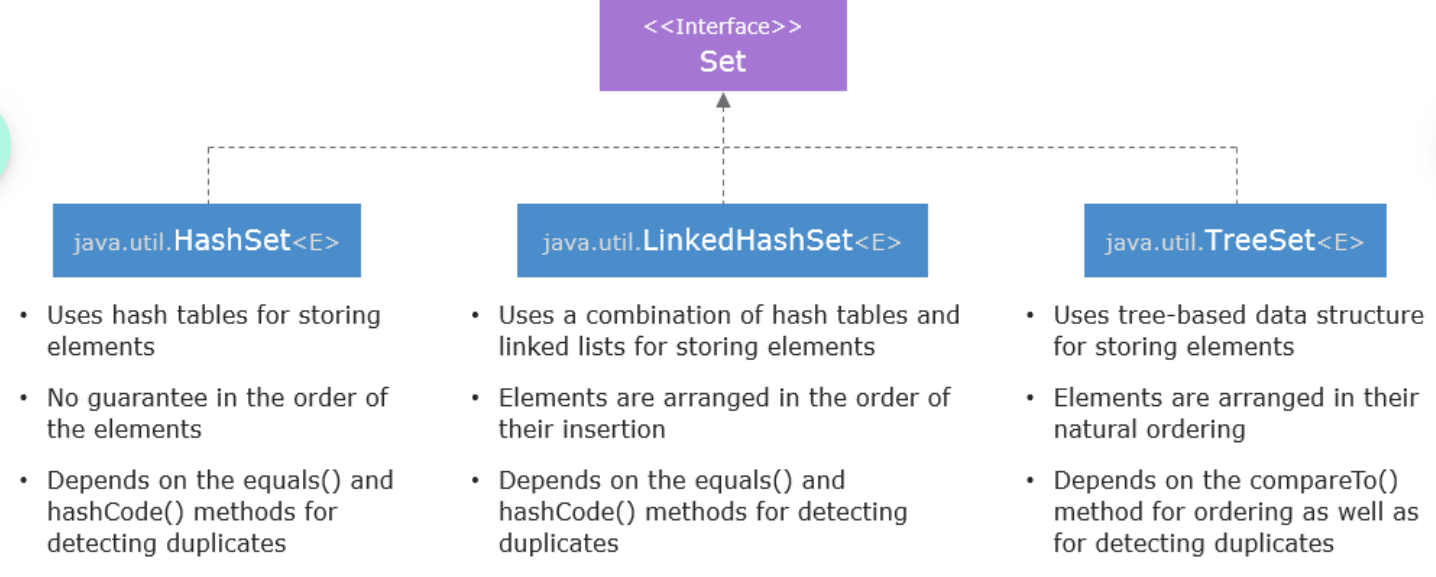 <<Interface>>
Set
java.util.HashSet<E>
java.util.LinkedHashSet<E>
java.util.TreeSet<E>
• Uses hash tables for storing
elements
• No guarantee in the order of
the elements
• Depends on the equals() and
hashCode() methods for
detecting duplicates
• Uses a combination of hash tables and
linked lists for storing elements
• Elements are arranged in the order of
their insertion
• Depends on the equals() and
hashCode() methods for detecting
duplicates
• Uses tree-based data structure
for storing elements
• Elements are arranged in their
natural ordering
• Depends on the compareTo()
method for ordering as well as
for detecting duplicates